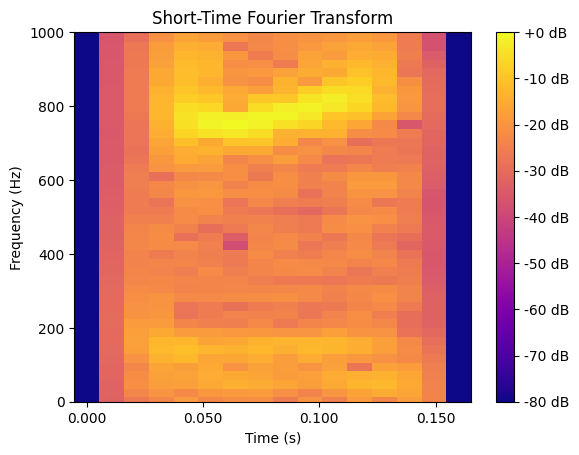 Short-Time Fourier Transform
1000
800
600
400
200
0
Frequency (Hz)
0.000
0.050
0.100
0.150
Time (s)
+0 dB
-10 dB
-20 dB
-30 dB
-40 dB
-50 dB
-60 dB
-70 dB
-80 dB